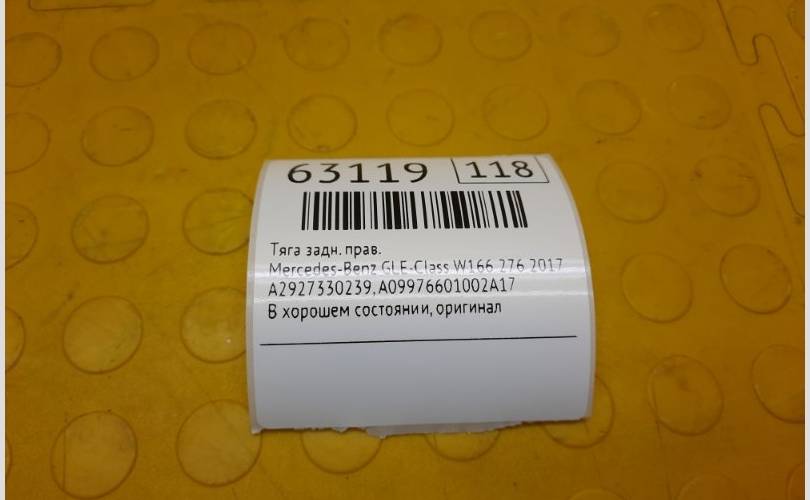 63119 118
Тяга задн. прав.
Mercedes-Benz GLE-Class W166 276 2017
A2927330239, A09976601002A17
В хорошем состоянии, оригинал